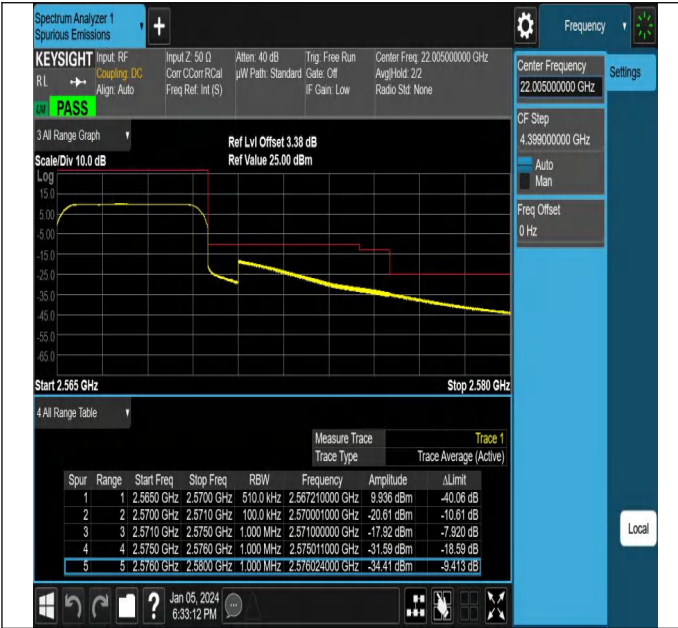 Spectrum Analyzer 1
Spurious Emissions
+
Frequency
KEYSIGHT
RL
Input: RF
Coupling: DC
Align: Auto
Input Z: 50 Ω
Corr CCorr RCal
Freq Ref: Int (S)
Atten: 40 dB
µW Path: Standard
Trig: Free Run
Gate: Off
IF Gain: Low
Center Freq: 22.005000000 GHz
Avg|Hold: 2/2
Radio Std: None
PASS
Center Frequency
22.005000000 GHz
Settings
CF Step
4.399000000 GHz
Auto
Man
Freq Offset
0 Hz
3 All Range Graph
Ref Lvl Offset 3.38 dB
Scale/Div 10.0 dB
Ref Value 25.00 dBm
Log
15.0
5.00
-5.00
-15.0
-25.0
-35.0
-45.0
-55.0
-65.0
Start 2.565 GHz
Stop 2.580 GHz
4 All Range Table
Measure Trace Trace 1
Trace Type Trace Average (Active)
Spur Range Start Freq Stop Freq RBW Frequency Amplitude ΔLimit
1 1 2.5650 GHz 2.5700 GHz 510.0 kHz 2.567210000 GHz 9.936 dBm -40.06 dB
2 2 2.5700 GHz 2.5710 GHz 100.0 kHz 2.570001000 GHz -20.61 dBm -10.61 dB
3 3 2.5710 GHz 2.5750 GHz 1.000 MHz 2.571000000 GHz -17.92 dBm -7.920 dB
4 4 2.5750 GHz 2.5760 GHz 1.000 MHz 2.575011000 GHz -31.59 dBm -18.59 dB
5 5 2.5760 GHz 2.5800 GHz 1.000 MHz 2.576024000 GHz -34.41 dBm -9.413 dB
Local
?
Jan 05, 2024
6:33:12 PM